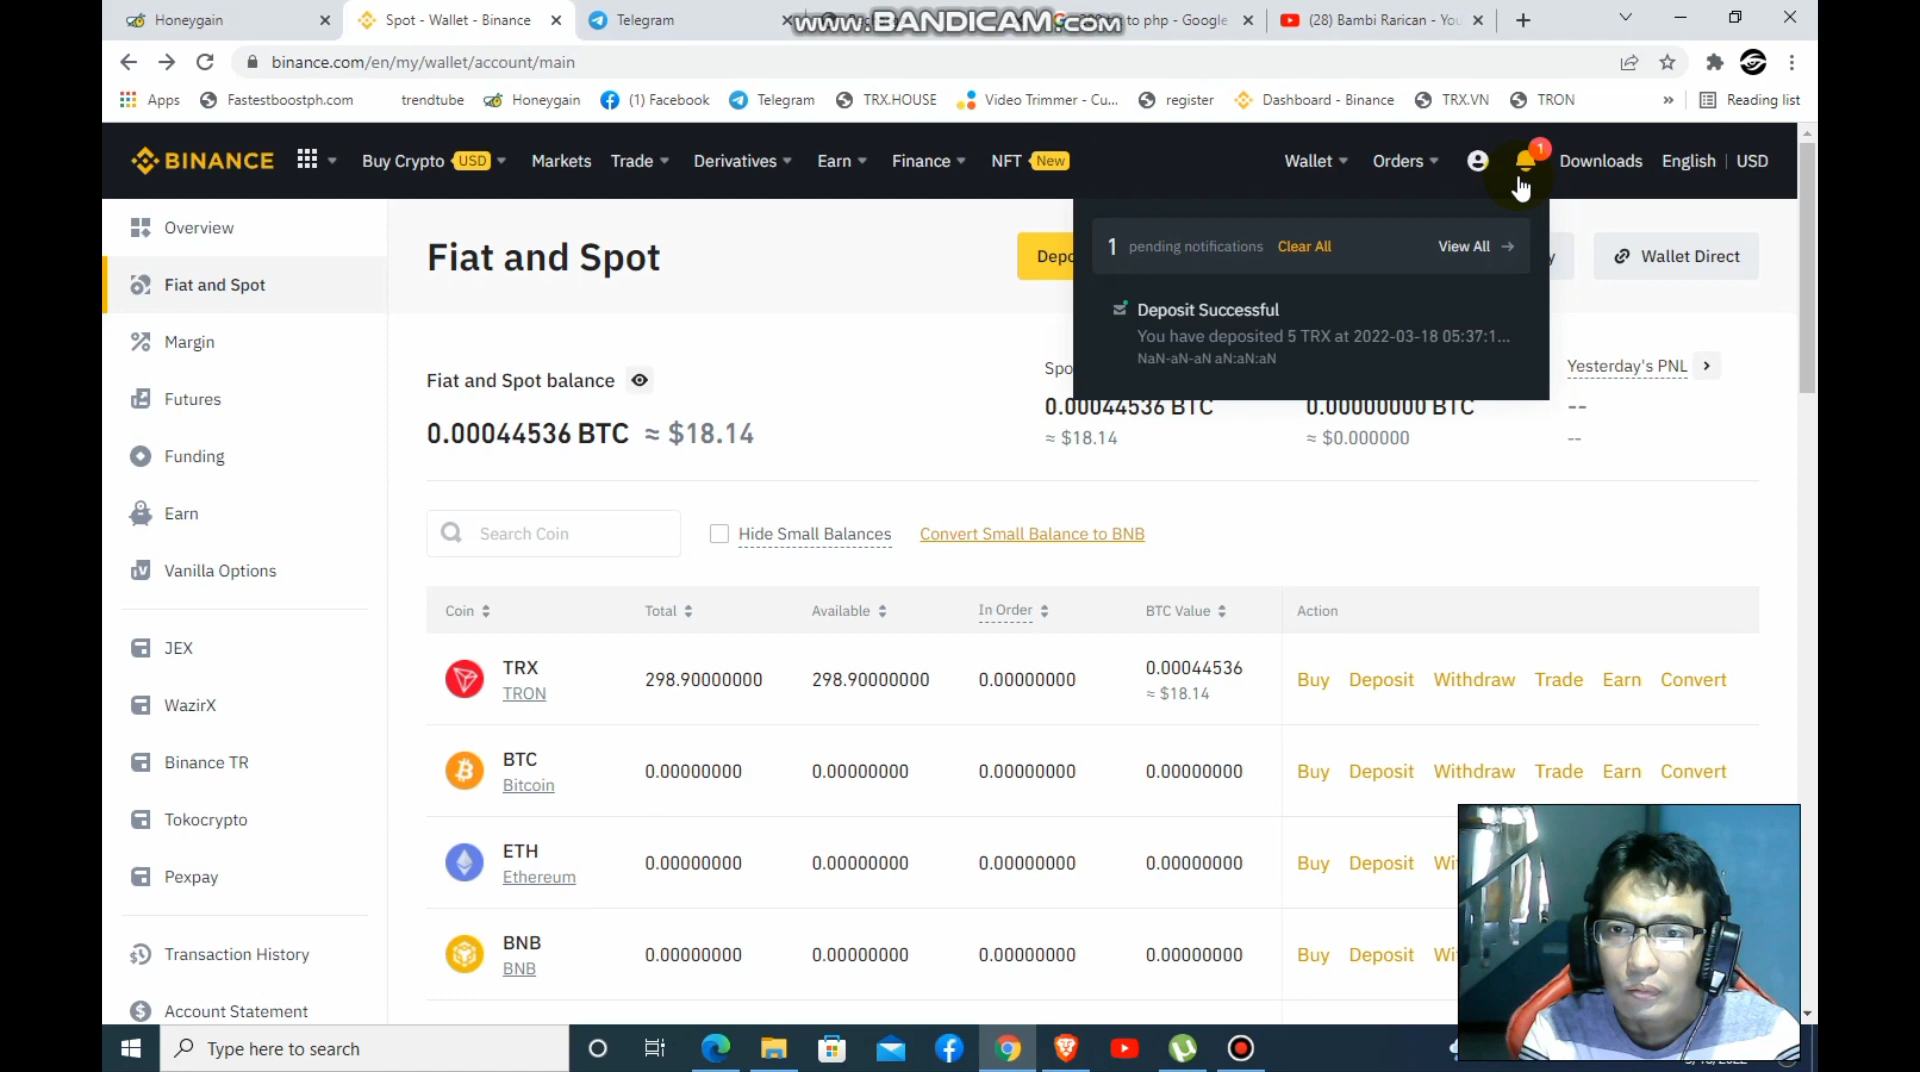 Honeygain
Spot - Wallet - Binance
Telegram
www.BANDICAM.com
to php - Google
(28) Bambi Rarican - You
binance.com/en/my/wallet/account/main
Apps
Fastestboostph.com
trendtube
Honeygain
(1) Facebook
Telegram
TRX.HOUSE
Video Trimmer - Cu...
register
Dashboard - Binance
TRX.VN
TRON
»
Reading list
BINANCE
Buy Crypto USD
Markets
Trade
Derivatives
Earn
Finance
NFT New
Wallet
Orders
1
Downloads
English | USD
Overview
Fiat and Spot
Margin
Futures
Funding
Earn
Vanilla Options
JEX
WazirX
Binance TR
Tokocrypto
Pexpay
Transaction History
Account Statement
Fiat and Spot
Depo
y
Wallet Direct
1 pending notifications Clear All View All
Deposit Successful
You have deposited 5 TRX at 2022-03-18 05:37:1...
NaN-aN-aN aN:aN:aN
Fiat and Spot balance
0.00044536 BTC ≈ $18.14
Spo
0.00044536 BTC
≈ $18.14
0.00000000 BTC
≈ $0.000000
Yesterday's PNL
--
--
Search Coin
Hide Small Balances
Convert Small Balance to BNB
Coin Total Available In Order BTC Value Action
TRX
TRON
298.90000000 298.90000000 0.00000000 0.00044536
≈ $18.14
Buy Deposit Withdraw Trade Earn Convert
BTC
Bitcoin
0.00000000 0.00000000 0.00000000 0.00000000
Buy Deposit Withdraw Trade Earn Convert
ETH
Ethereum
0.00000000 0.00000000 0.00000000 0.00000000
Buy Deposit Wi
BNB
BNB
0.00000000 0.00000000 0.00000000 0.00000000
Buy Deposit Wi
Type here to search